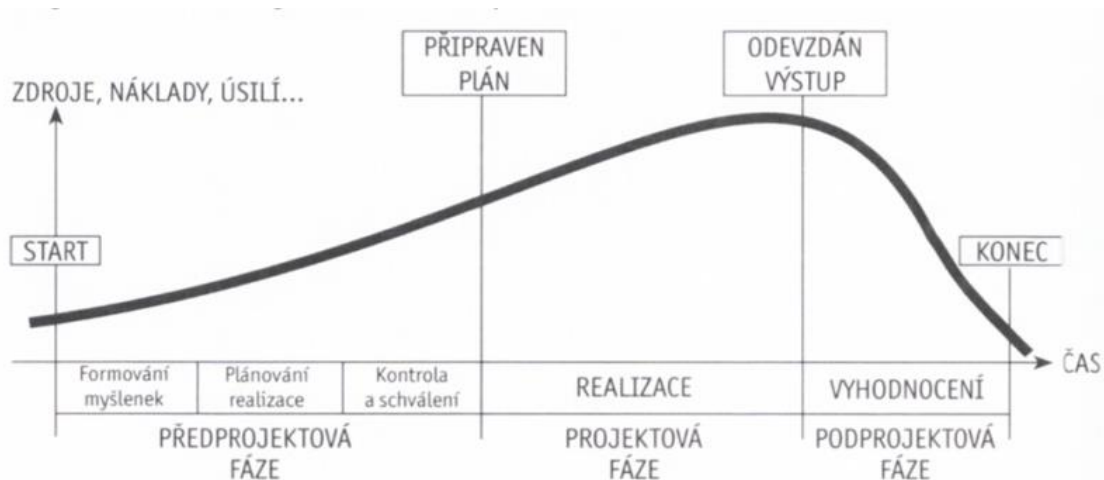 PŘIPRAVEN
PLÁN
ODEVZDÁN
VÝSTUP
ZDROJE, NÁKLADY, ÚSILÍ...
START
KONEC
ČAS
Formování
myšlenek
Plánování
realizace
Kontrola
a schválení
REALIZACE
VYHODNOCENÍ
PŘEDPROJEKTOVÁ
FÁZE
PROJEKTOVÁ
FÁZE
PODPROJEKTOVÁ
FÁZE